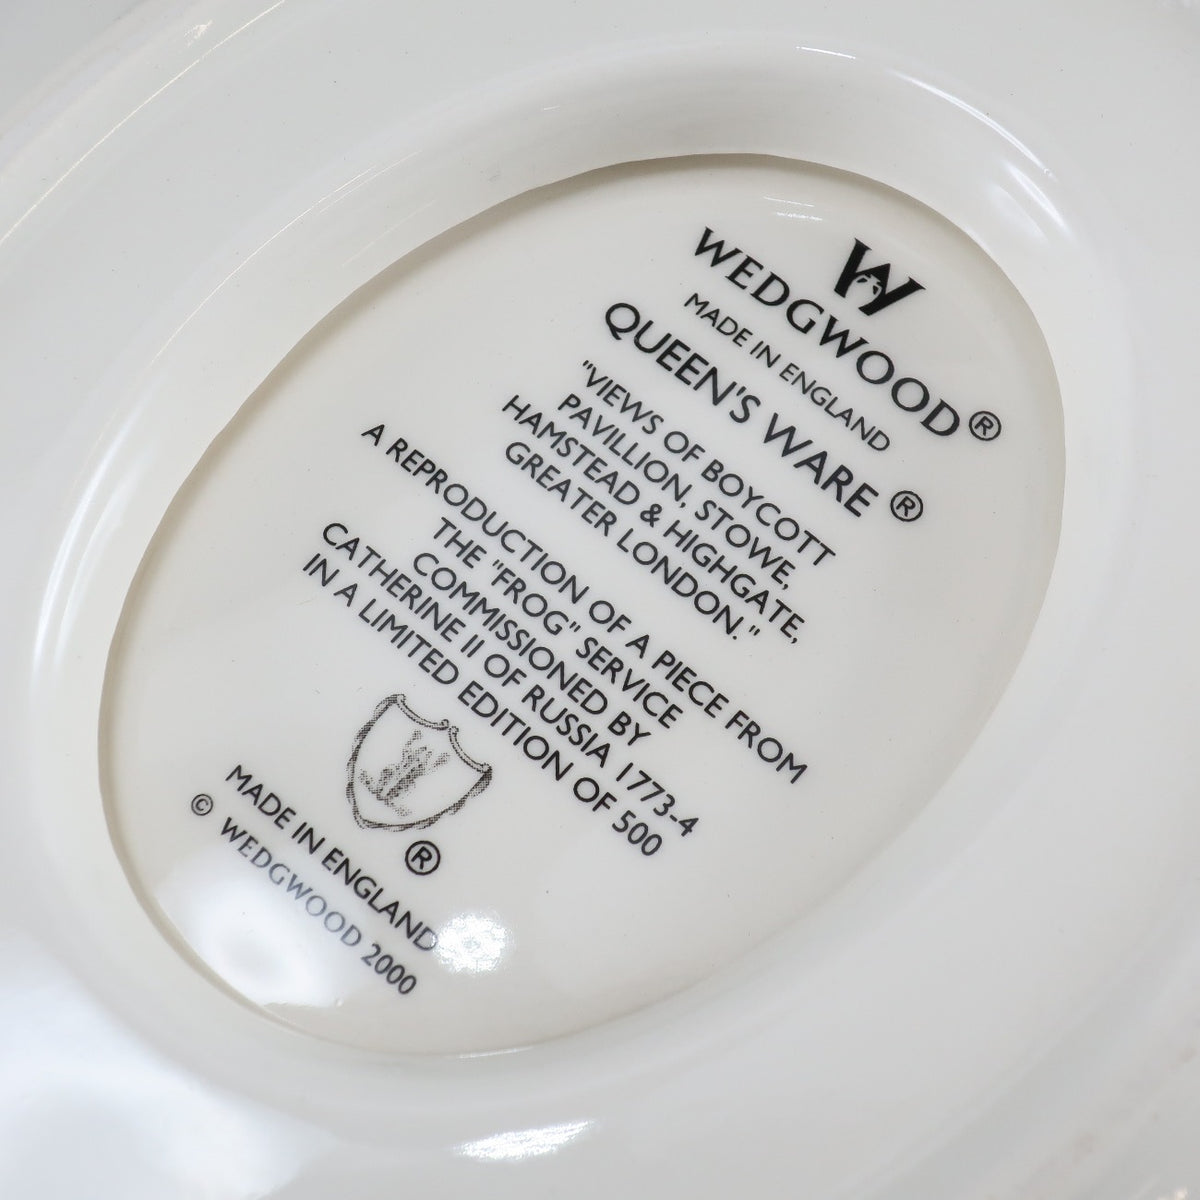 W
WEDGWOOD®
MADE IN ENGLAND
QUEEN'S WARE ®
"VIEWS OF BOYCOTT
PAVILLION, STOWE,
HAMSTEAD & HIGHGATE,
GREATER LONDON."
A REPRODUCTION OF A PIECE FROM
THE "FROG" SERVICE
COMMISSIONED BY
CATHERINE II OF RUSSIA 1773-4
IN A LIMITED EDITION OF 500
®
MADE IN ENGLAND
© WEDGWOOD 2000